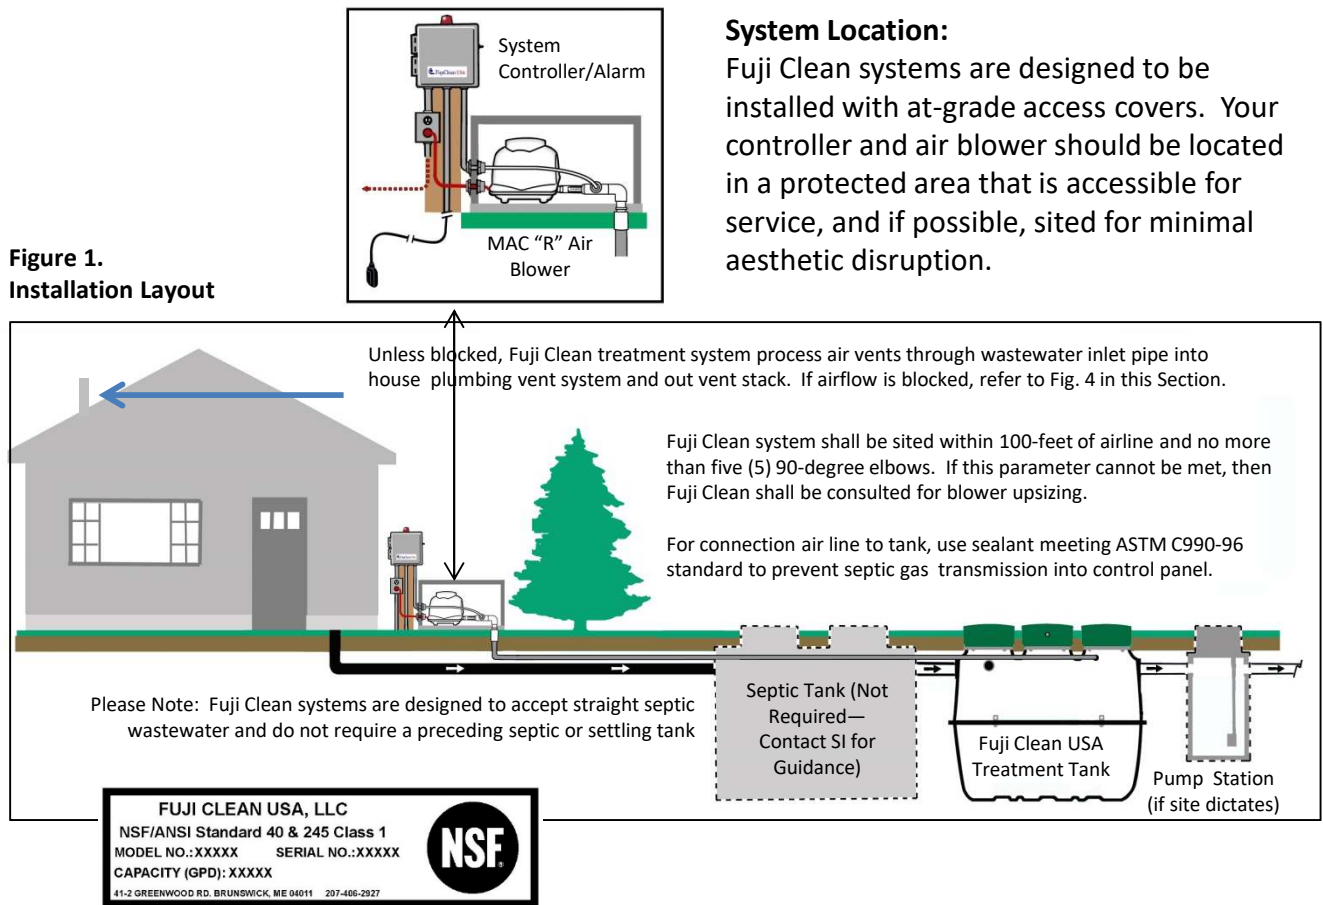 System Location:
Fuji Clean systems are designed to be
installed with at-grade access covers.  Your
controller and air blower should be located
in a protected area that is accessible for
service, and if possible, sited for minimal
aesthetic disruption.
System
Controller/Alarm
FujiClean USA
MAC “R” Air
Blower
Figure 1.
Installation Layout
Unless blocked, Fuji Clean treatment system process air vents through wastewater inlet pipe into
house  plumbing vent system and out vent stack.  If airflow is blocked, refer to Fig. 4 in this Section.
Fuji Clean system shall be sited within 100-feet of airline and no more
than five (5) 90-degree elbows.  If this parameter cannot be met, then
Fuji Clean shall be consulted for blower upsizing.
For connection air line to tank, use sealant meeting ASTM C990-96
standard to prevent septic gas  transmission into control panel.
Please Note:  Fuji Clean systems are designed to accept straight septic
wastewater and do not require a preceding septic or settling tank
Septic Tank (Not
Required—
Contact SI for
Guidance)
Fuji Clean USA
Treatment Tank
Pump  Station
(if site dictates)
FUJI CLEAN USA, LLC
NSF/ANSI Standard 40 & 245 Class 1
MODEL NO.:XXXXX SERIAL NO.:XXXXX
CAPACITY (GPD): XXXXX
41-2 GREENWOOD RD. BRUNSWICK, ME 04011   207-406-2927
NSF